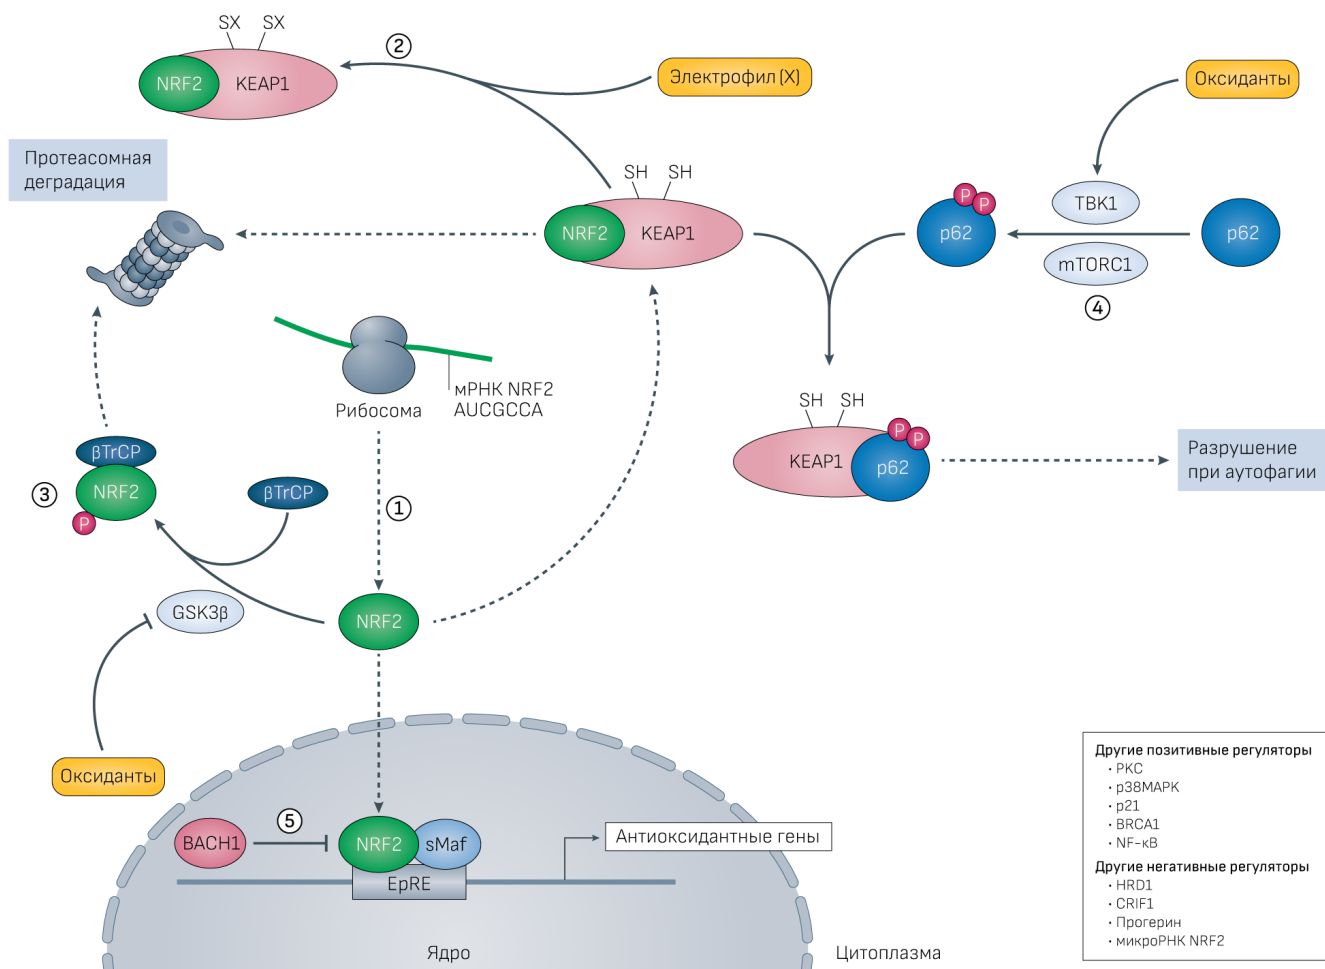 SX SX
②
NRF2 KEAP1
Электрофил (X)
Оксиданты
Протеасомная
деградация
SH SH
NRF2 KEAP1
P P
p62
TBK1
mTORC1
④
p62
мРНК NRF2
AUCGCCA
Рибосома
SH SH
P P
KEAP1 p62
Разрушение
при аутофагии
βTrCP
③
NRF2
P
βTrCP
①
GSK3β
NRF2
Оксиданты
BACH1
⑤
NRF2 sMaf
EpRE
Антиоксидантные гены
Ядро
Цитоплазма
Другие позитивные регуляторы
· PKC
· p38MAPK
· p21
· BRCA1
· NF-κB
Другие негативные регуляторы
· HRD1
· CRIF1
· Прогерин
· микроРНК NRF2